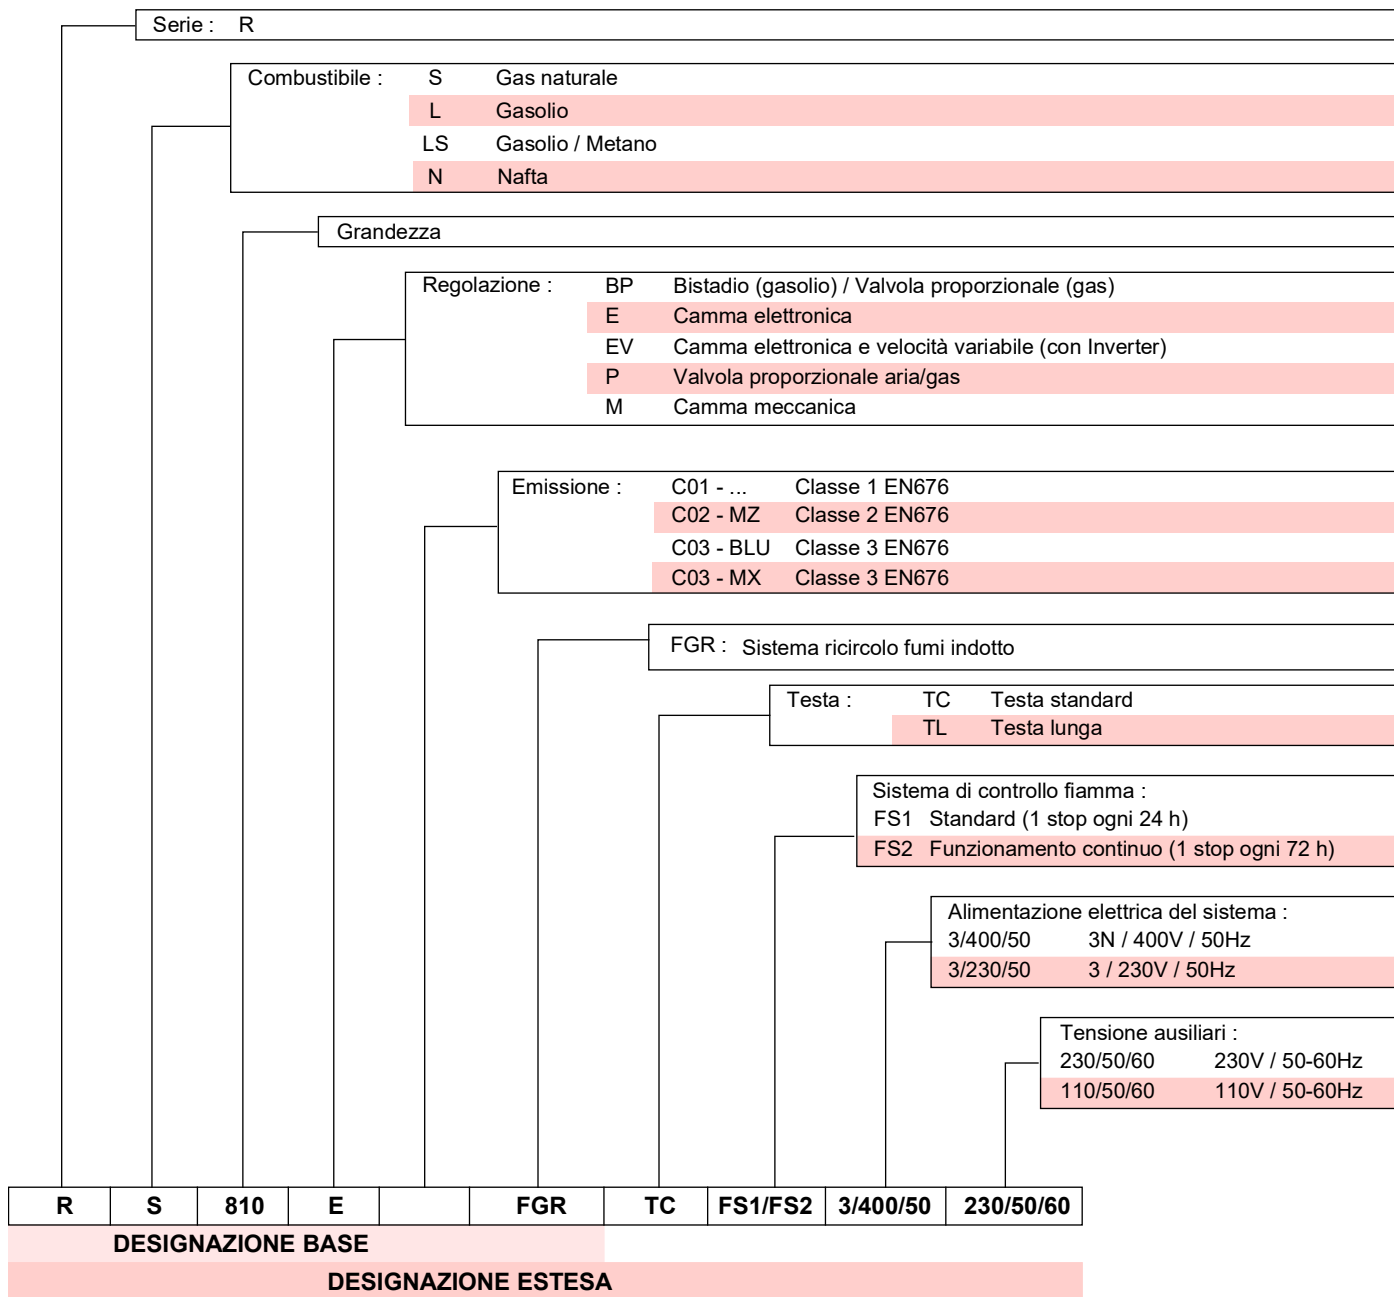 Serie : R
Combustibile : S Gas naturale
L Gasolio
LS Gasolio / Metano
N Nafta
Grandezza
Regolazione : BP Bistadio (gasolio) / Valvola proporzionale (gas)
E Camma elettronica
EV Camma elettronica e velocità variabile (con Inverter)
P Valvola proporzionale aria/gas
M Camma meccanica
Emissione : C01 - ... Classe 1 EN676
C02 - MZ Classe 2 EN676
C03 - BLU Classe 3 EN676
C03 - MX Classe 3 EN676
FGR : Sistema ricircolo fumi indotto
Testa : TC Testa standard
TL Testa lunga
Sistema di controllo fiamma :
FS1 Standard (1 stop ogni 24 h)
FS2 Funzionamento continuo (1 stop ogni 72 h)
Alimentazione elettrica del sistema :
3/400/50 3N / 400V / 50Hz
3/230/50 3 / 230V / 50Hz
Tensione ausiliari :
230/50/60 230V / 50-60Hz
110/50/60 110V / 50-60Hz
R S 810 E FGR TC FS1/FS2 3/400/50 230/50/60
DESIGNAZIONE BASE
DESIGNAZIONE ESTESA